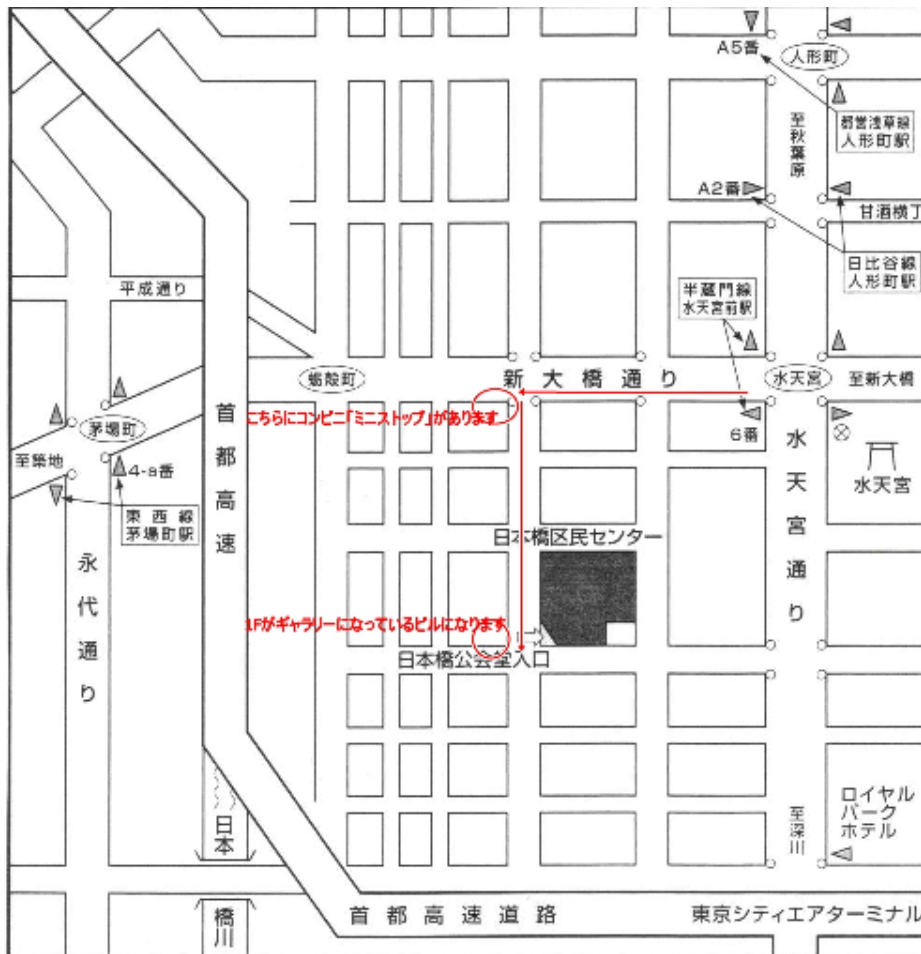 A5番
人形町
至秋葉原
都営浅草線
人形町駅
A2番
甘酒横丁
日比谷線
人形町駅
平成通り
半蔵門線
水天宮前駅
蛎殻町
新大橋通り
水天宮
至新大橋
こちらにコンビニ「ミニストップ」があります
6番
茅場町
至築地
4-a番
首都高速
水天宮通り
水天宮
東西線
茅場町駅
日本橋区民センター
永代通り
1Fがギャラリーになっているビルになります
日本橋公会堂入口
ロイヤル
パーク
ホテル
至深川
日本
橋川
首都高速道路
東京シティエアターミナル